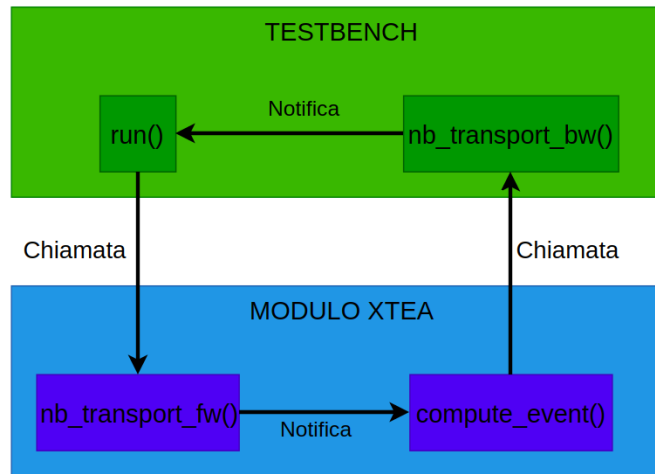 TESTBENCH
Notifica
run()
nb_transport_bw()
Chiamata
Chiamata
MODULO XTEA
nb_transport_fw()
compute_event()
Notifica